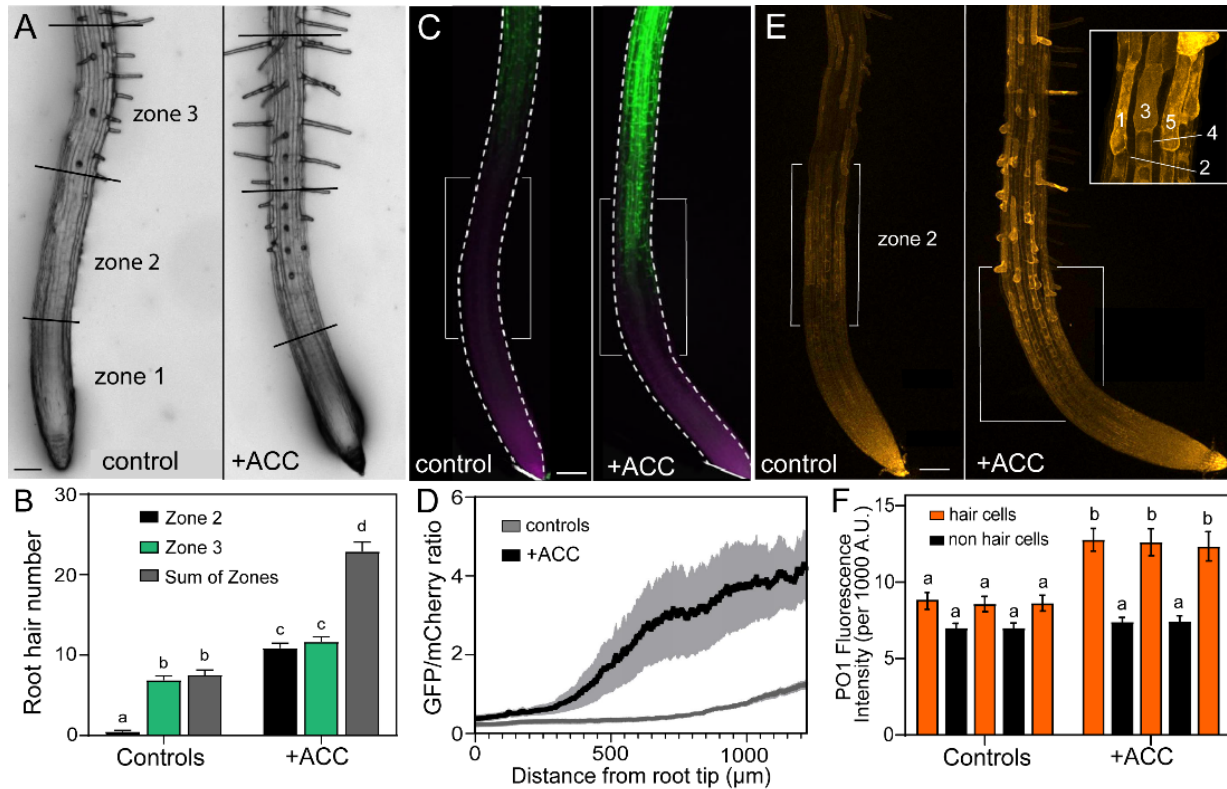 A
zone 3
zone 2
zone 1
control
+ACC
C
control
+ACC
E
zone 2
1
3
5
4
2
control
+ACC
B
Root hair number
30
20
10
0
Zone 2
Zone 3
Sum of Zones
a
b
b
c
c
d
Controls
+ACC
D
GFP/mCherry ratio
6
4
2
0
controls
+ACC
0
500
1000
Distance from root tip (µm)
F
PO1 Fluorescence
Intensity (per 1000 A.U.)
15
10
5
0
hair cells
non hair cells
a
a
a
a
a
b
a
b
a
b
Controls
+ACC